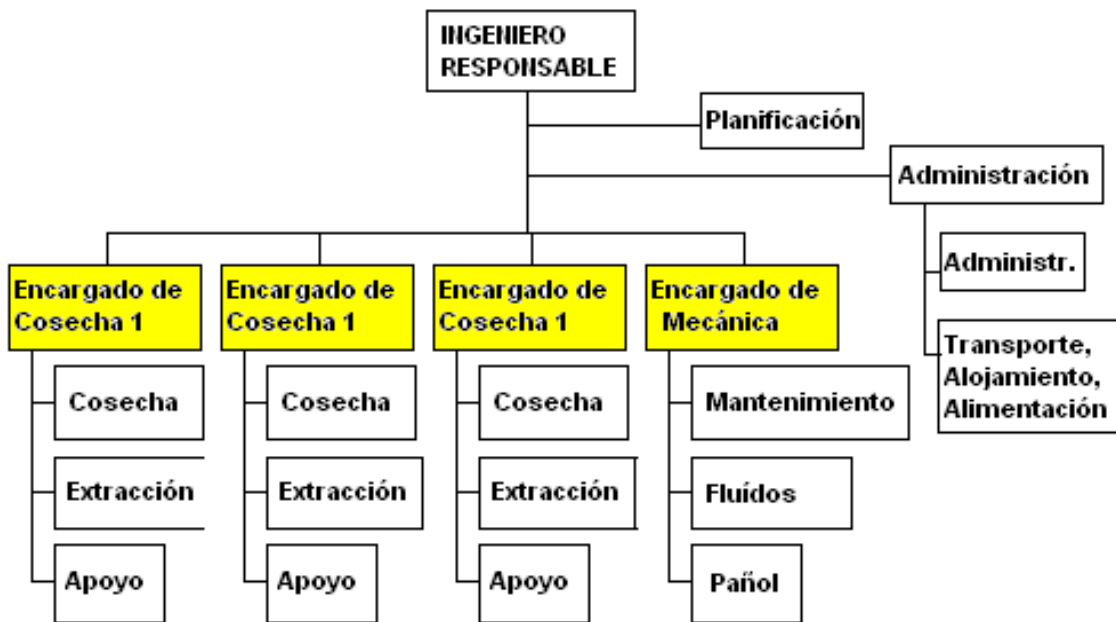 INGENIERO
RESPONSABLE
Planificación
Administración
Administr.
Transporte,
Alojamiento,
Alimentación
Encargado de
Cosecha 1
Cosecha
Extracción
Apoyo
Encargado de
Cosecha 1
Cosecha
Extracción
Apoyo
Encargado de
Cosecha 1
Cosecha
Extracción
Apoyo
Encargado de
Mecánica
Mantenimiento
Fluídos
Pañol